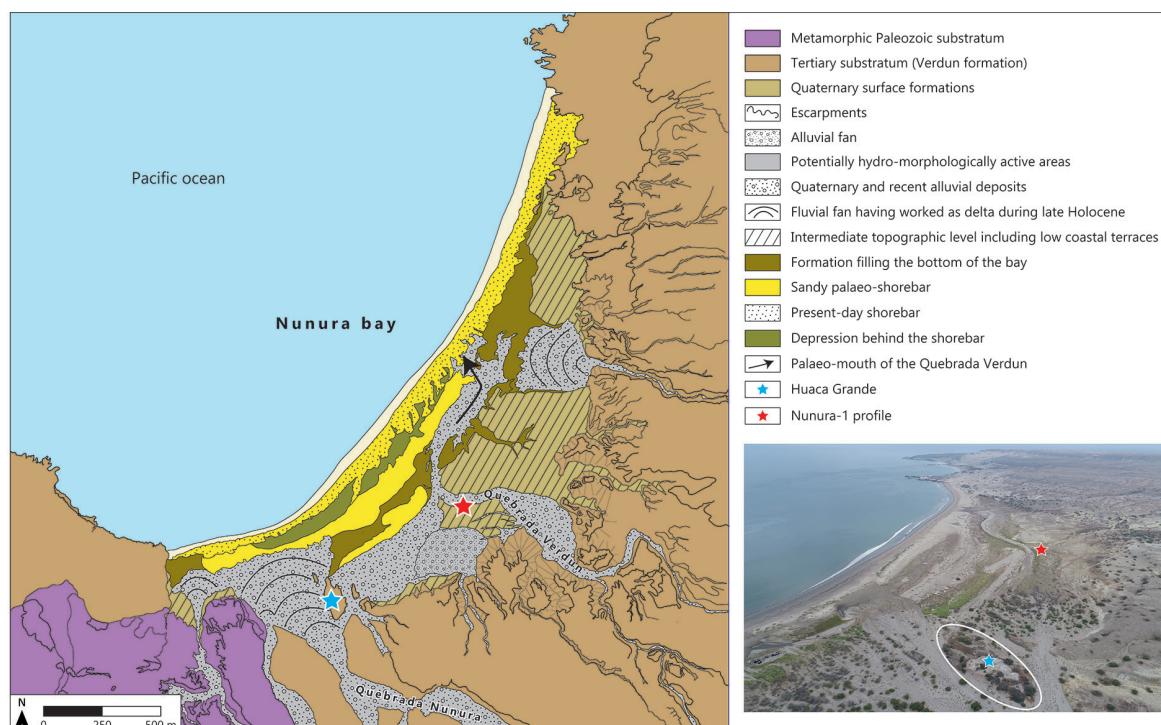 Pacific ocean
Nunura bay
Quebrada Verdun
Quebrada Nunura
N
0 250 500 m
Metamorphic Paleozoic substratum
Tertiary substratum (Verdun formation)
Quaternary surface formations
Escarpments
Alluvial fan
Potentially hydro-morphologically active areas
Quaternary and recent alluvial deposits
Fluvial fan having worked as delta during late Holocene
Intermediate topographic level including low coastal terraces
Formation filling the bottom of the bay
Sandy palaeo-shorebar
Present-day shorebar
Depression behind the shorebar
Palaeo-mouth of the Quebrada Verdun
Huaca Grande
Nunura-1 profile